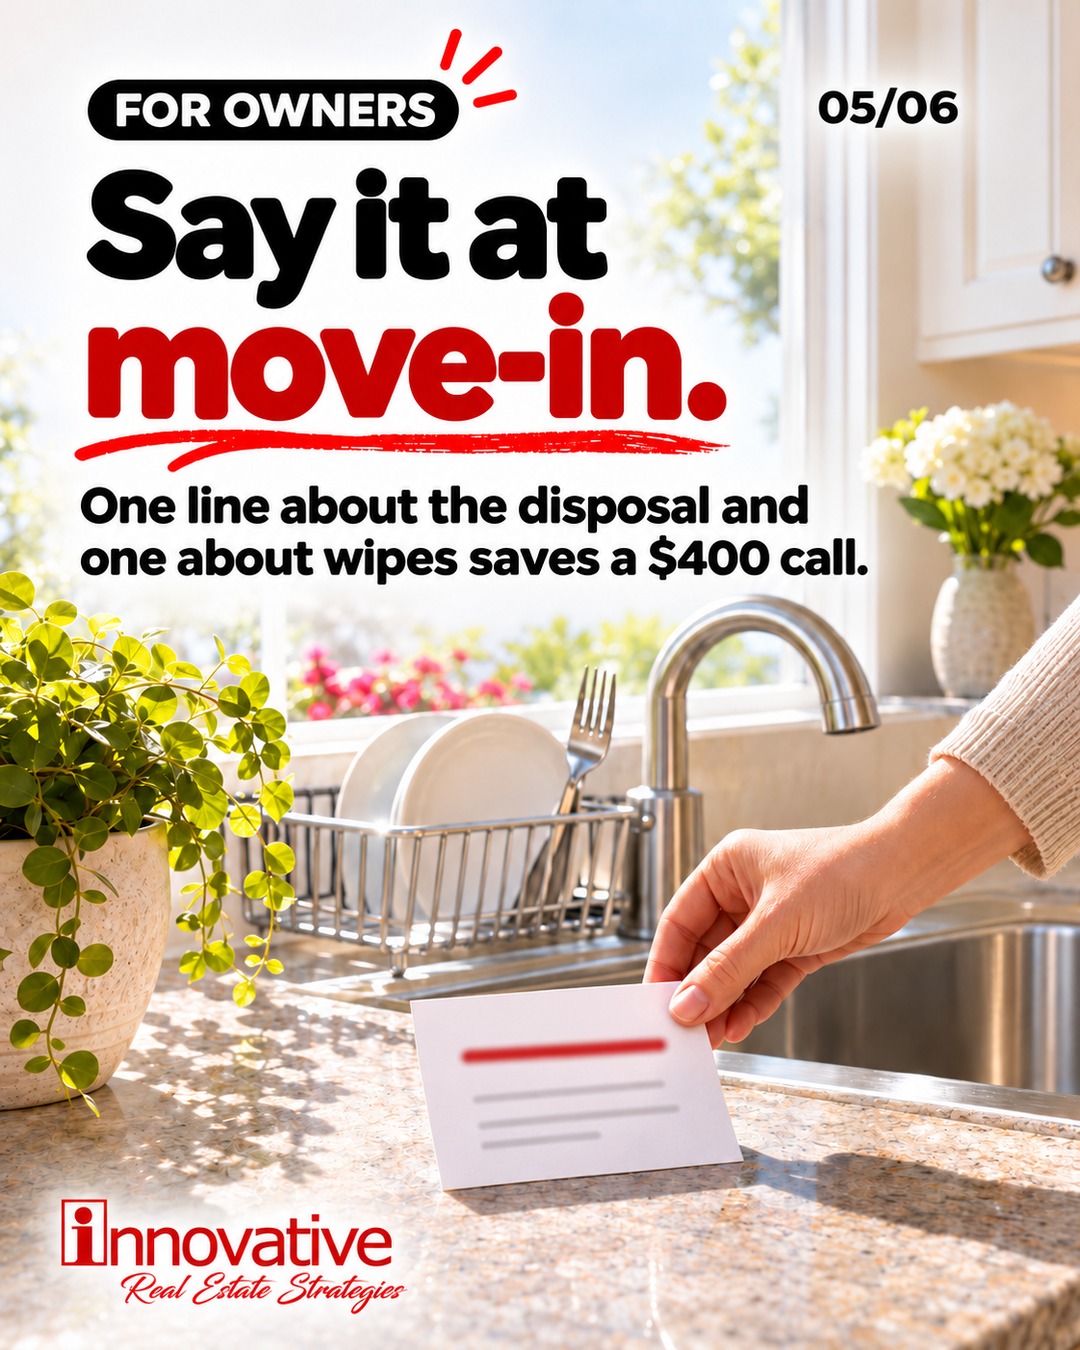 FOR OWNERS
05/06
Say it at
move-in.
One line about the disposal and
one about wipes saves a $400 call.
innovative
Real Estate Strategies